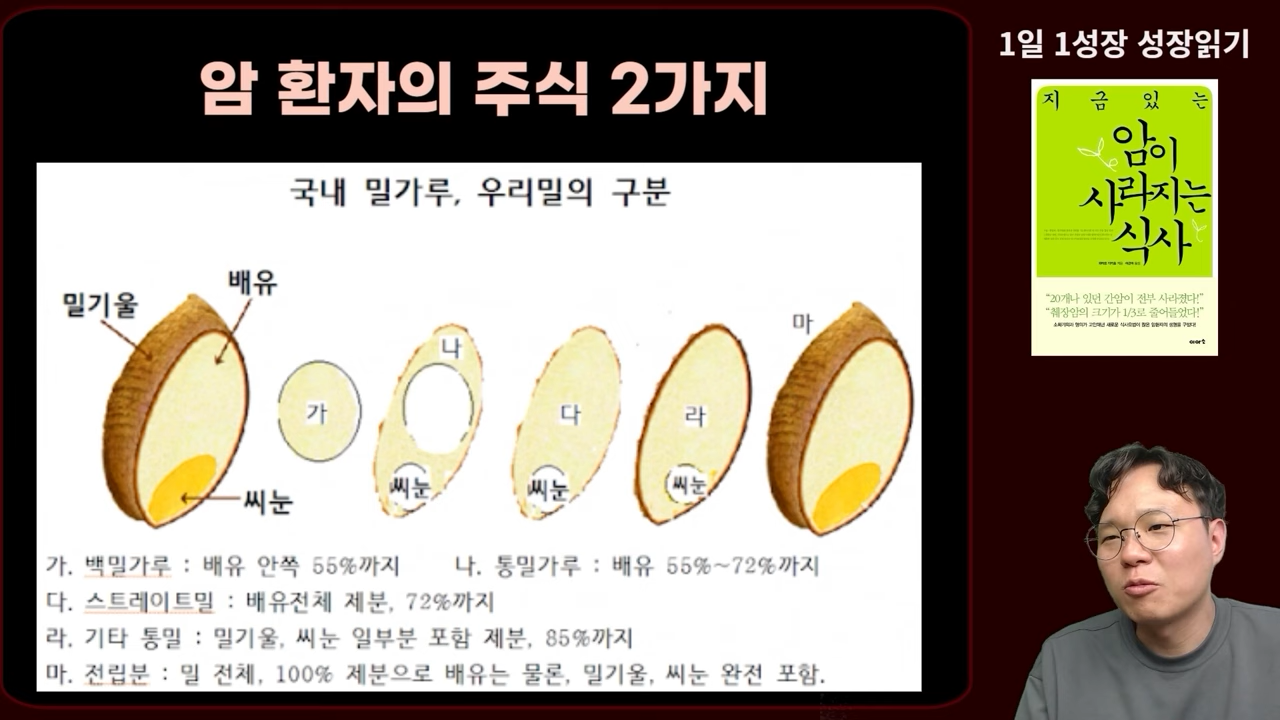 암 환자의 주식 2가지
국내 밀가루, 우리밀의 구분
밀기울
배유
씨눈
가
나
씨눈
다
씨눈
라
씨눈
마
가. 백밀가루 : 배유 안쪽 55%까지
나. 통밀가루 : 배유 55%~72%까지
다. 스트레이트밀 : 배유전체 제분, 72%까지
라. 기타 통밀 : 밀기울, 씨눈 일부분 포함 제분, 85%까지
마. 전립분 : 밀 전체, 100% 제분으로 배유는 물론, 밀기울, 씨눈 완전 포함.
1일 1성장 성장읽기
지금 있는
암이
사라지는
식사
“20개나 있던 간암이 전부 사라졌다!”
“췌장암의 크기가 1/3로 줄어들었다!”